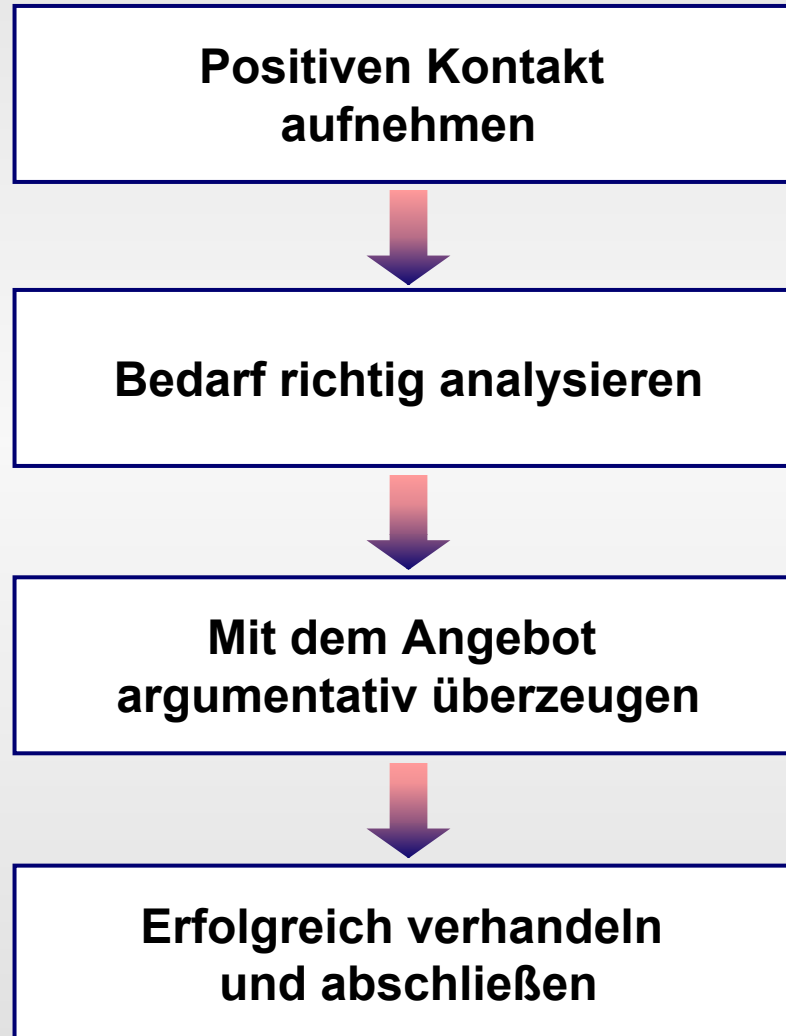 Positiven Kontakt
aufnehmen
Bedarf richtig analysieren
Mit dem Angebot
argumentativ überzeugen
Erfolgreich verhandeln
und abschließen